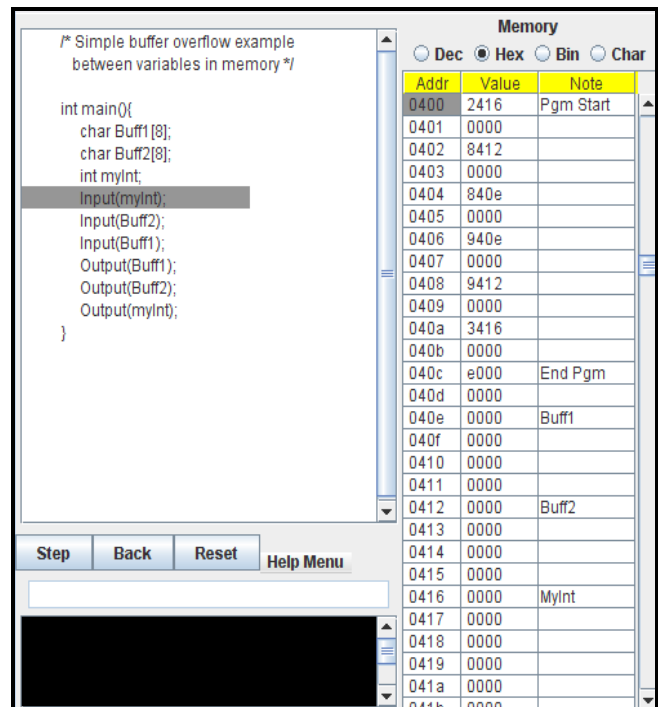 /* Simple buffer overflow example
between variables in memory */
int main(){
char Buff1[8];
char Buff2[8];
int myInt;
Input(myInt);
Input(Buff2);
Input(Buff1);
Output(Buff1);
Output(Buff2);
Output(myInt);
}
Step Back Reset Help Menu
Memory
Dec Hex Bin Char
Addr Value Note
0400 2416 Pgm Start
0401 0000
0402 8412
0403 0000
0404 840e
0405 0000
0406 940e
0407 0000
0408 9412
0409 0000
040a 3416
040b 0000
040c e000 End Pgm
040d 0000
040e 0000 Buff1
040f 0000
0410 0000
0411 0000
0412 0000 Buff2
0413 0000
0414 0000
0415 0000
0416 0000 MyInt
0417 0000
0418 0000
0419 0000
041a 0000